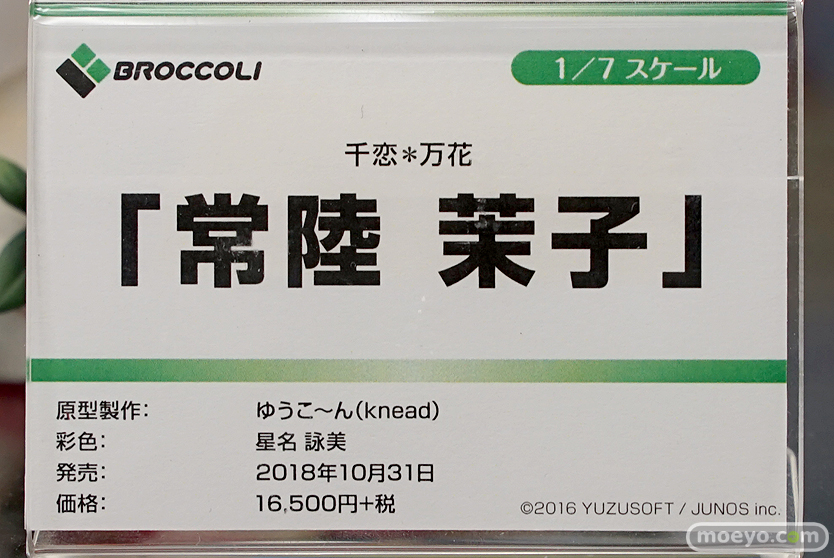 BROCCOLI
1/7 スケール
千恋*万花
「常陸 茉子」
原型製作: ゆうこ〜ん(knead)
彩色: 星名 詠美
発売: 2018年10月31日
価格: 16,500円+税
©2016 YUZUSOFT / JUNOS inc.
moeyo.com